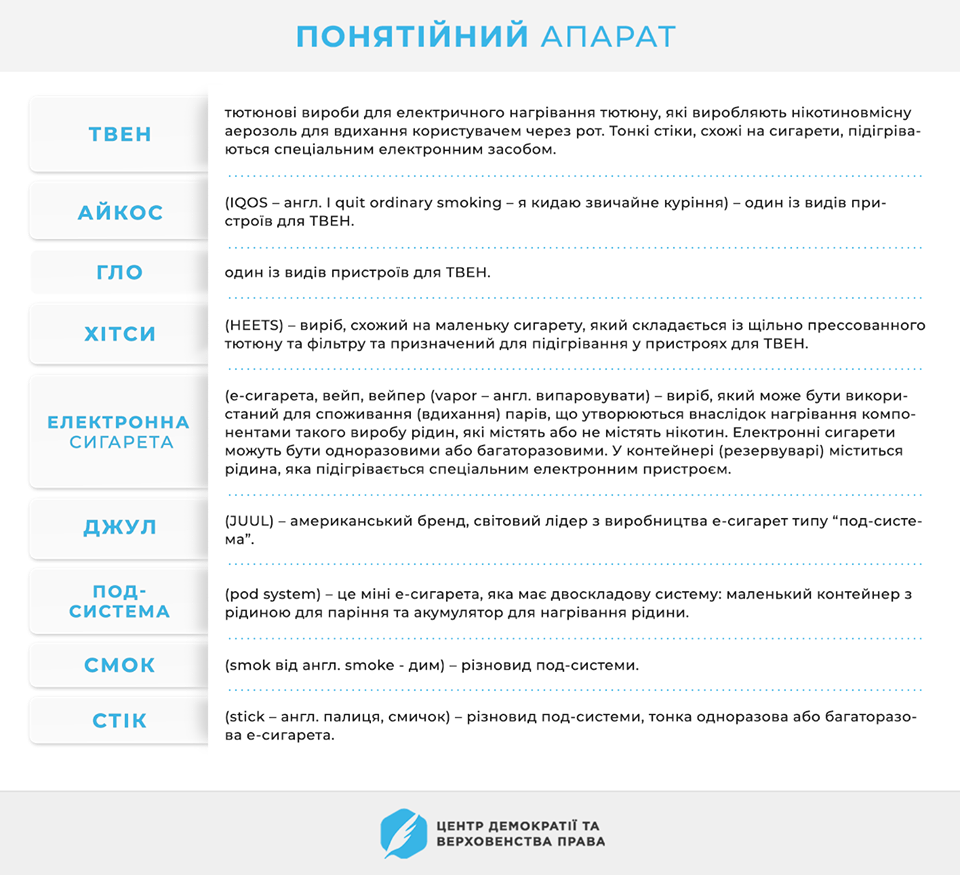 ПОНЯТІЙНИЙ АПАРАТ
ТВЕН
тютюнові вироби для електричного нагрівання тютюну, які виробляють нікотиновмісну
аерозоль для вдихання користувачем через рот. Тонкі стіки, схожі на сигарети, підігріва-
ються спеціальним електронним засобом.
АЙКОС
(IQOS – англ. I quit ordinary smoking – я кидаю звичайне куріння) – один із видів при-
строїв для ТВЕН.
ГЛО
один із видів пристроїв для ТВЕН.
ХІТСИ
(HEETS) – виріб, схожий на маленьку сигарету, який складається із щільно прессованного
тютюну та фільтру та призначений для підігрівання у пристроях для ТВЕН.
ЕЛЕКТРОННА
СИГАРЕТА
(е-сигарета, вейп, вейпер (vapor – англ. випаровувати) – виріб, який може бути викори-
станий для споживання (вдихання) парів, що утворюються внаслідок нагрівання компо-
нентами такого виробу рідин, які містять або не містять нікотин. Електронні сигарети
можуть бути одноразовими або багаторазовими. У контейнері (резервуарі) міститься
рідина, яка підігрівається спеціальним електронним пристроєм.
ДЖУЛ
(JUUL) – американський бренд, світовий лідер з виробництва е-сигарет типу “под-систе-
ма”.
ПОД-
СИСТЕМА
(pod system) – це міні е-сигарета, яка має двоскладову систему: маленький контейнер з
рідиною для паріння та акумулятор для нагрівання рідини.
СМОК
(smok від англ. smoke - дим) – різновид под-системи.
СТІК
(stick – англ. палиця, смичок) – різновид под-системи, тонка одноразова або багаторазо-
ва е-сигарета.
ЦЕНТР ДЕМОКРАТІЇ ТА
ВЕРХОВЕНСТВА ПРАВА